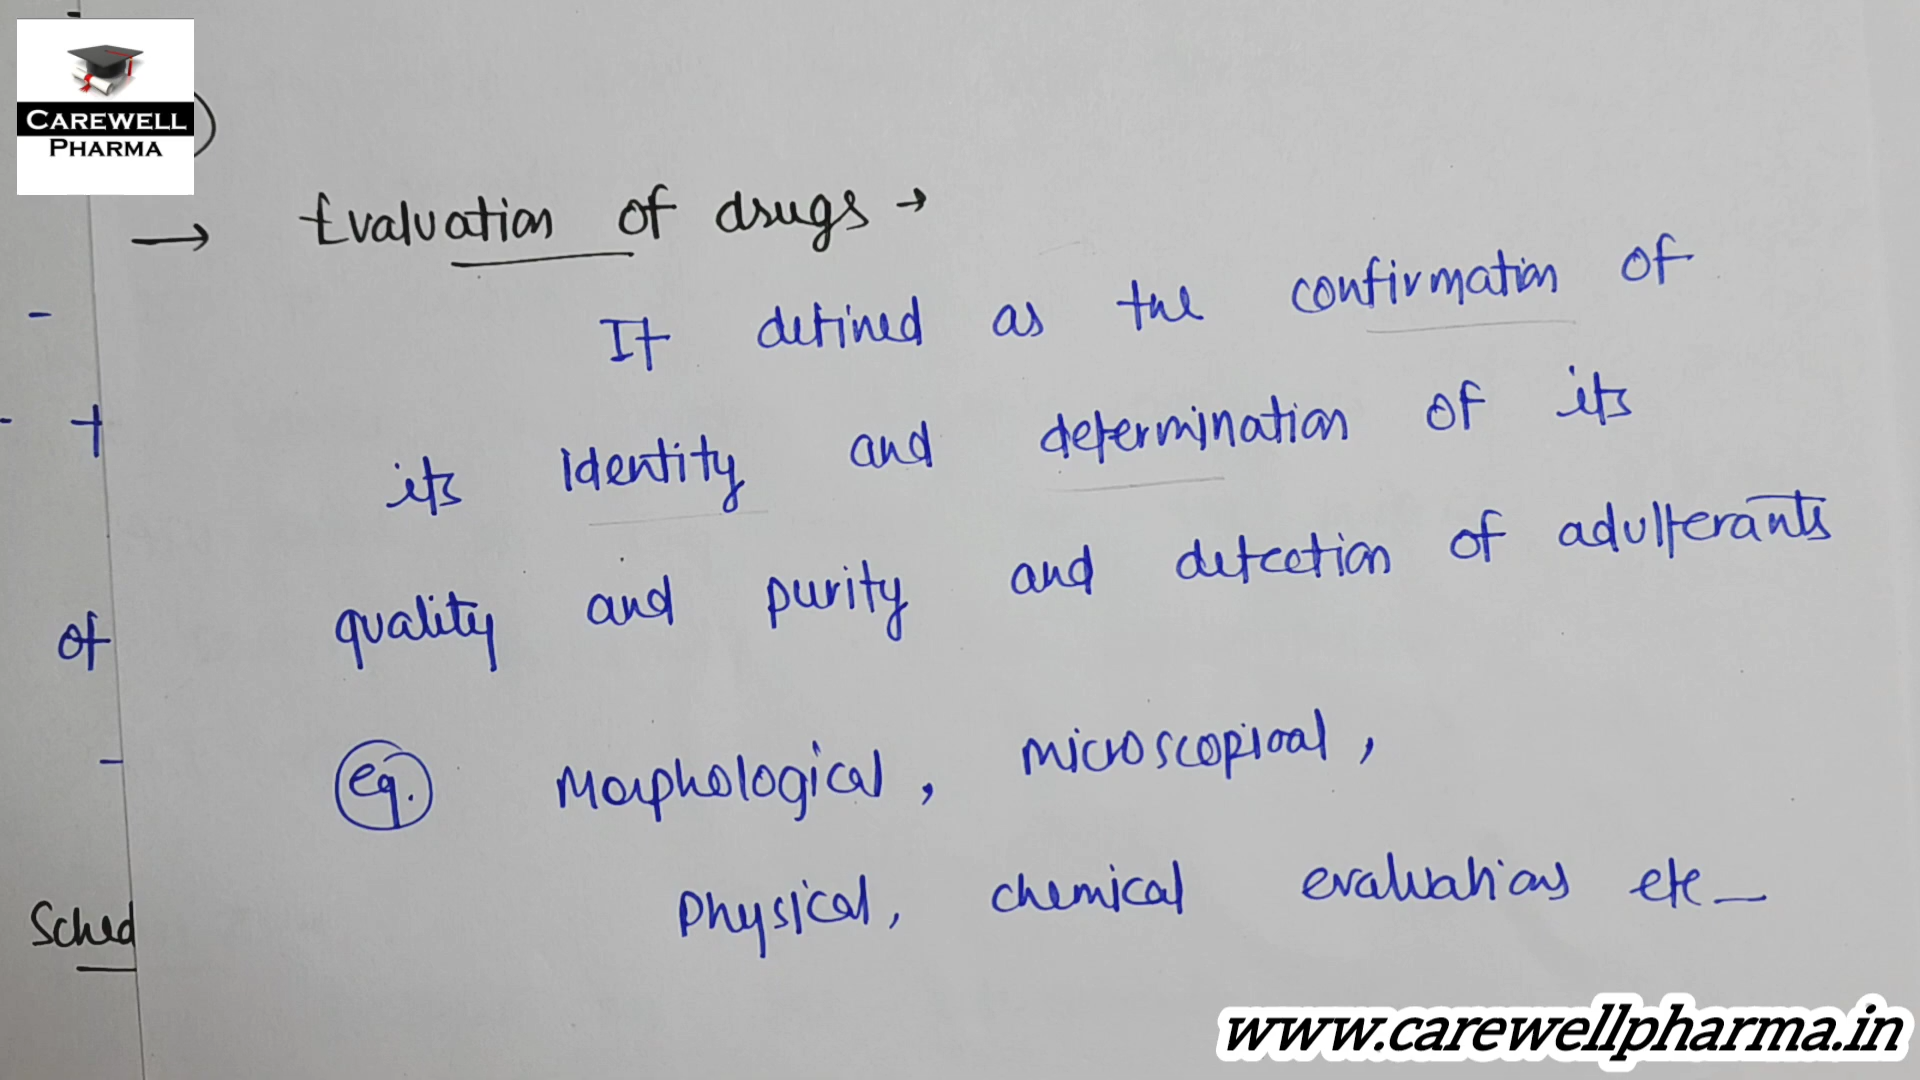 CAREWELL
PHARMA
→ Evaluation of drugs →
It defined as the confirmation of
its Identity and determination of its
quality and purity and detection of adulterants
eg. Morphological, microscopical,
Physical, chemical evaluations etc—
-
- +
of
-
Sched
www.carewellpharma.in